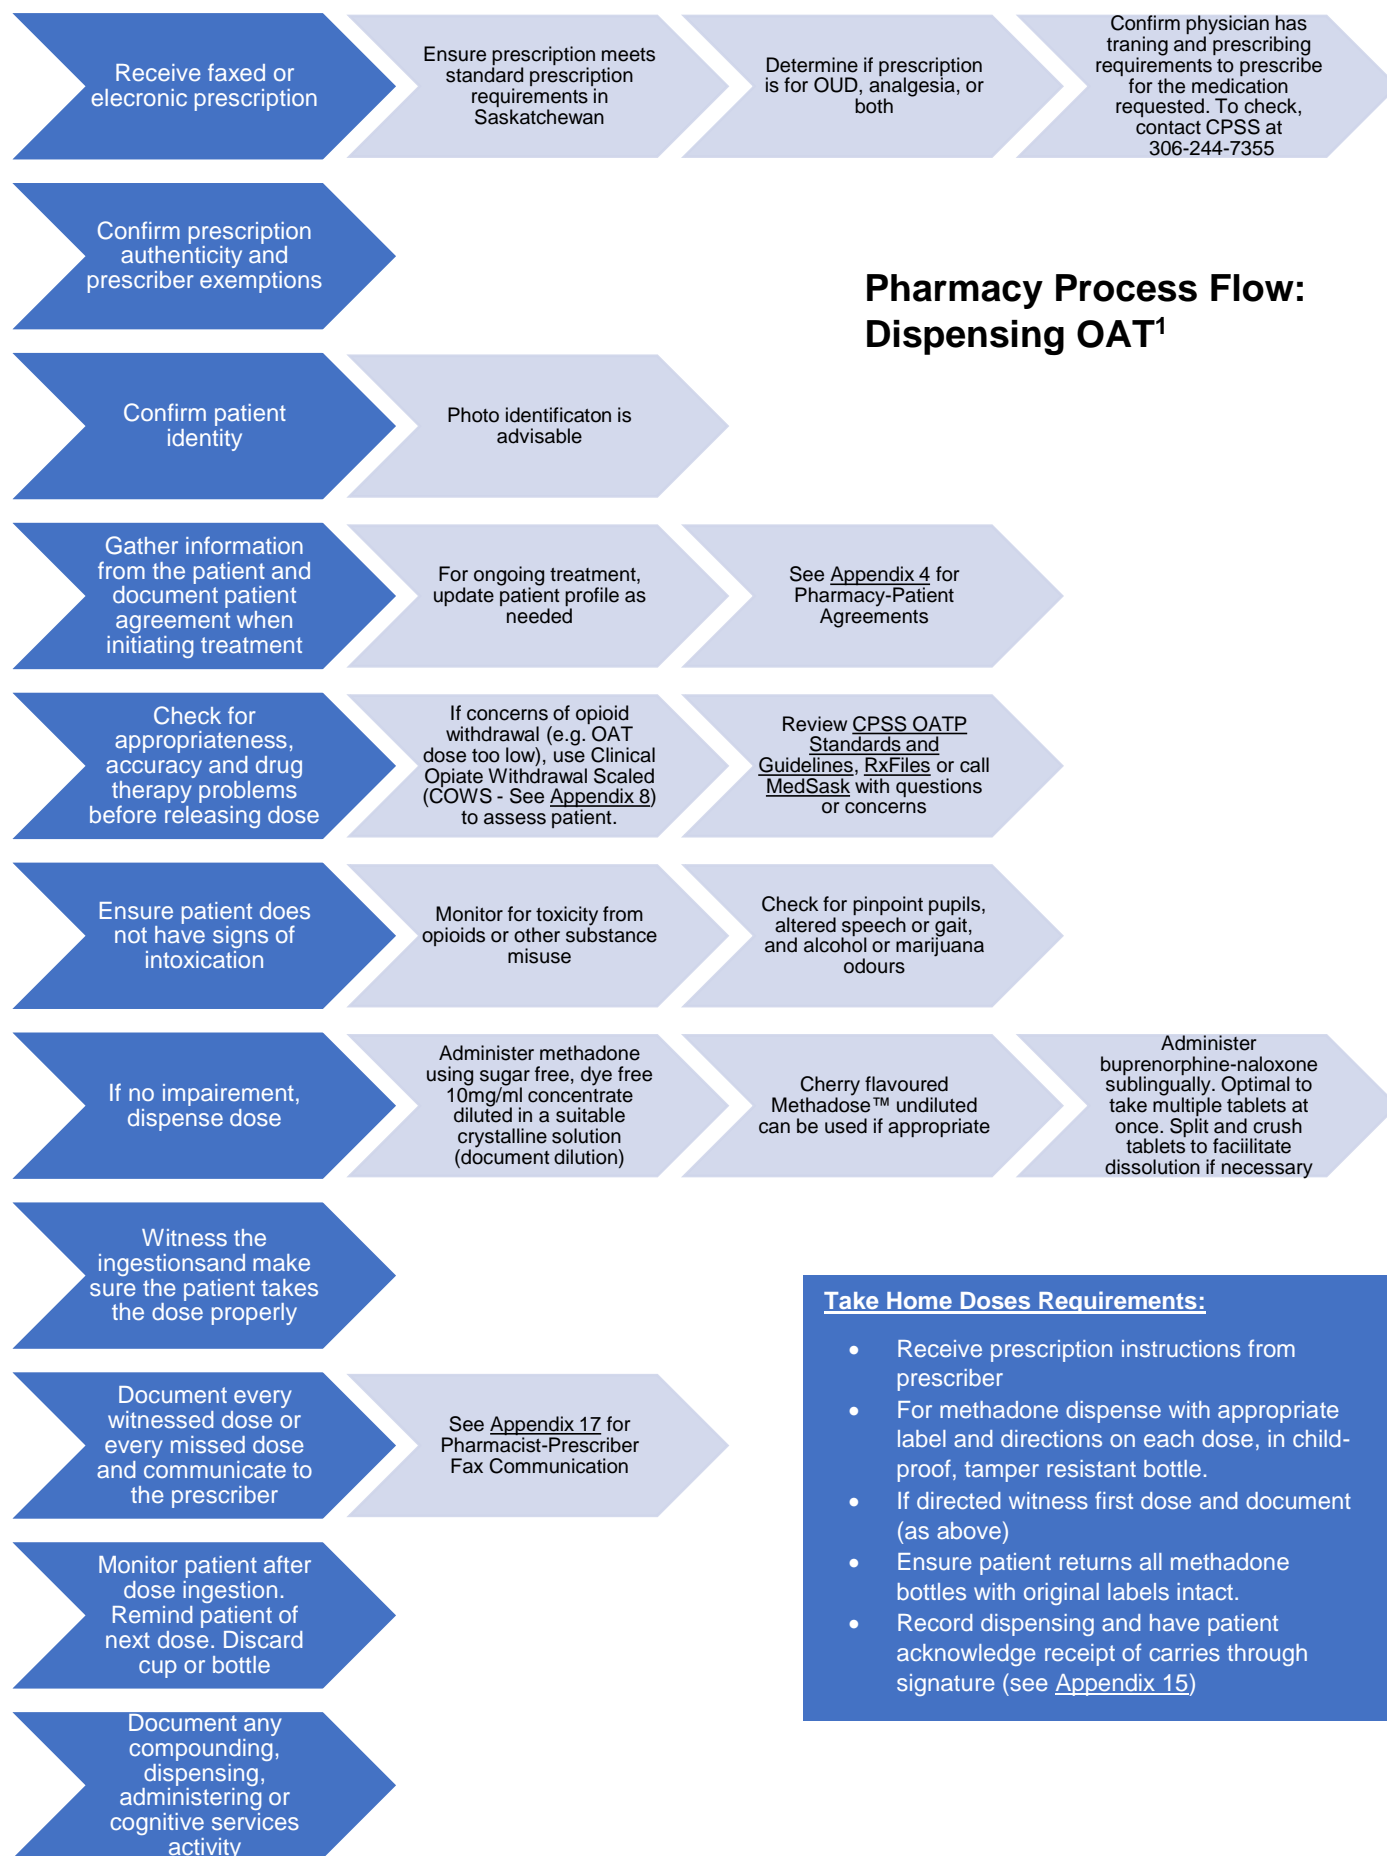 Receive faxed or
elecronic prescription
Ensure prescription meets
standard prescription
requirements in
Saskatchewan
Determine if prescription
is for OUD, analgesia, or
both
Confirm physician has
traning and prescribing
requirements to prescribe
for the medication
requested. To check,
contact CPSS at
306-244-7355
Confirm prescription
authenticity and
prescriber exemptions
Pharmacy Process Flow:
Dispensing OAT¹
Confirm patient
identity
Photo identificaton is
advisable
Gather information
from the patient and
document patient
agreement when
initiating treatment
For ongoing treatment,
update patient profile as
needed
See Appendix 4 for
Pharmacy-Patient
Agreements
Check for
appropriateness,
accuracy and drug
therapy problems
before releasing dose
If concerns of opioid
withdrawal (e.g. OAT
dose too low), use Clinical
Opiate Withdrawal Scaled
(COWS - See Appendix 8)
to assess patient.
Review CPSS OATP
Standards and
Guidelines, RxFiles or call
MedSask with questions
or concerns
Ensure patient does
not have signs of
intoxication
Monitor for toxicity from
opioids or other substance
misuse
Check for pinpoint pupils,
altered speech or gait,
and alcohol or marijuana
odours
If no impairment,
dispense dose
Administer methadone
using sugar free, dye free
10mg/ml concentrate
diluted in a suitable
crystalline solution
(document dilution)
Cherry flavoured
Methadose™ undiluted
can be used if appropriate
Administer
buprenorphine-naloxone
sublingually. Optimal to
take multiple tablets at
once. Split and crush
tablets to faciilitate
dissolution if necessary
Witness the
ingestionsand make
sure the patient takes
the dose properly
Document every
witnessed dose or
every missed dose
and communicate to
the prescriber
See Appendix 17 for
Pharmacist-Prescriber
Fax Communication
Monitor patient after
dose ingestion.
Remind patient of
next dose. Discard
cup or bottle
Document any
compounding,
dispensing,
administering or
cognitive services
activity
Take Home Doses Requirements:
• Receive prescription instructions from
prescriber
• For methadone dispense with appropriate
label and directions on each dose, in child-
proof, tamper resistant bottle.
• If directed witness first dose and document
(as above)
• Ensure patient returns all methadone
bottles with original labels intact.
• Record dispensing and have patient
acknowledge receipt of carries through
signature (see Appendix 15)